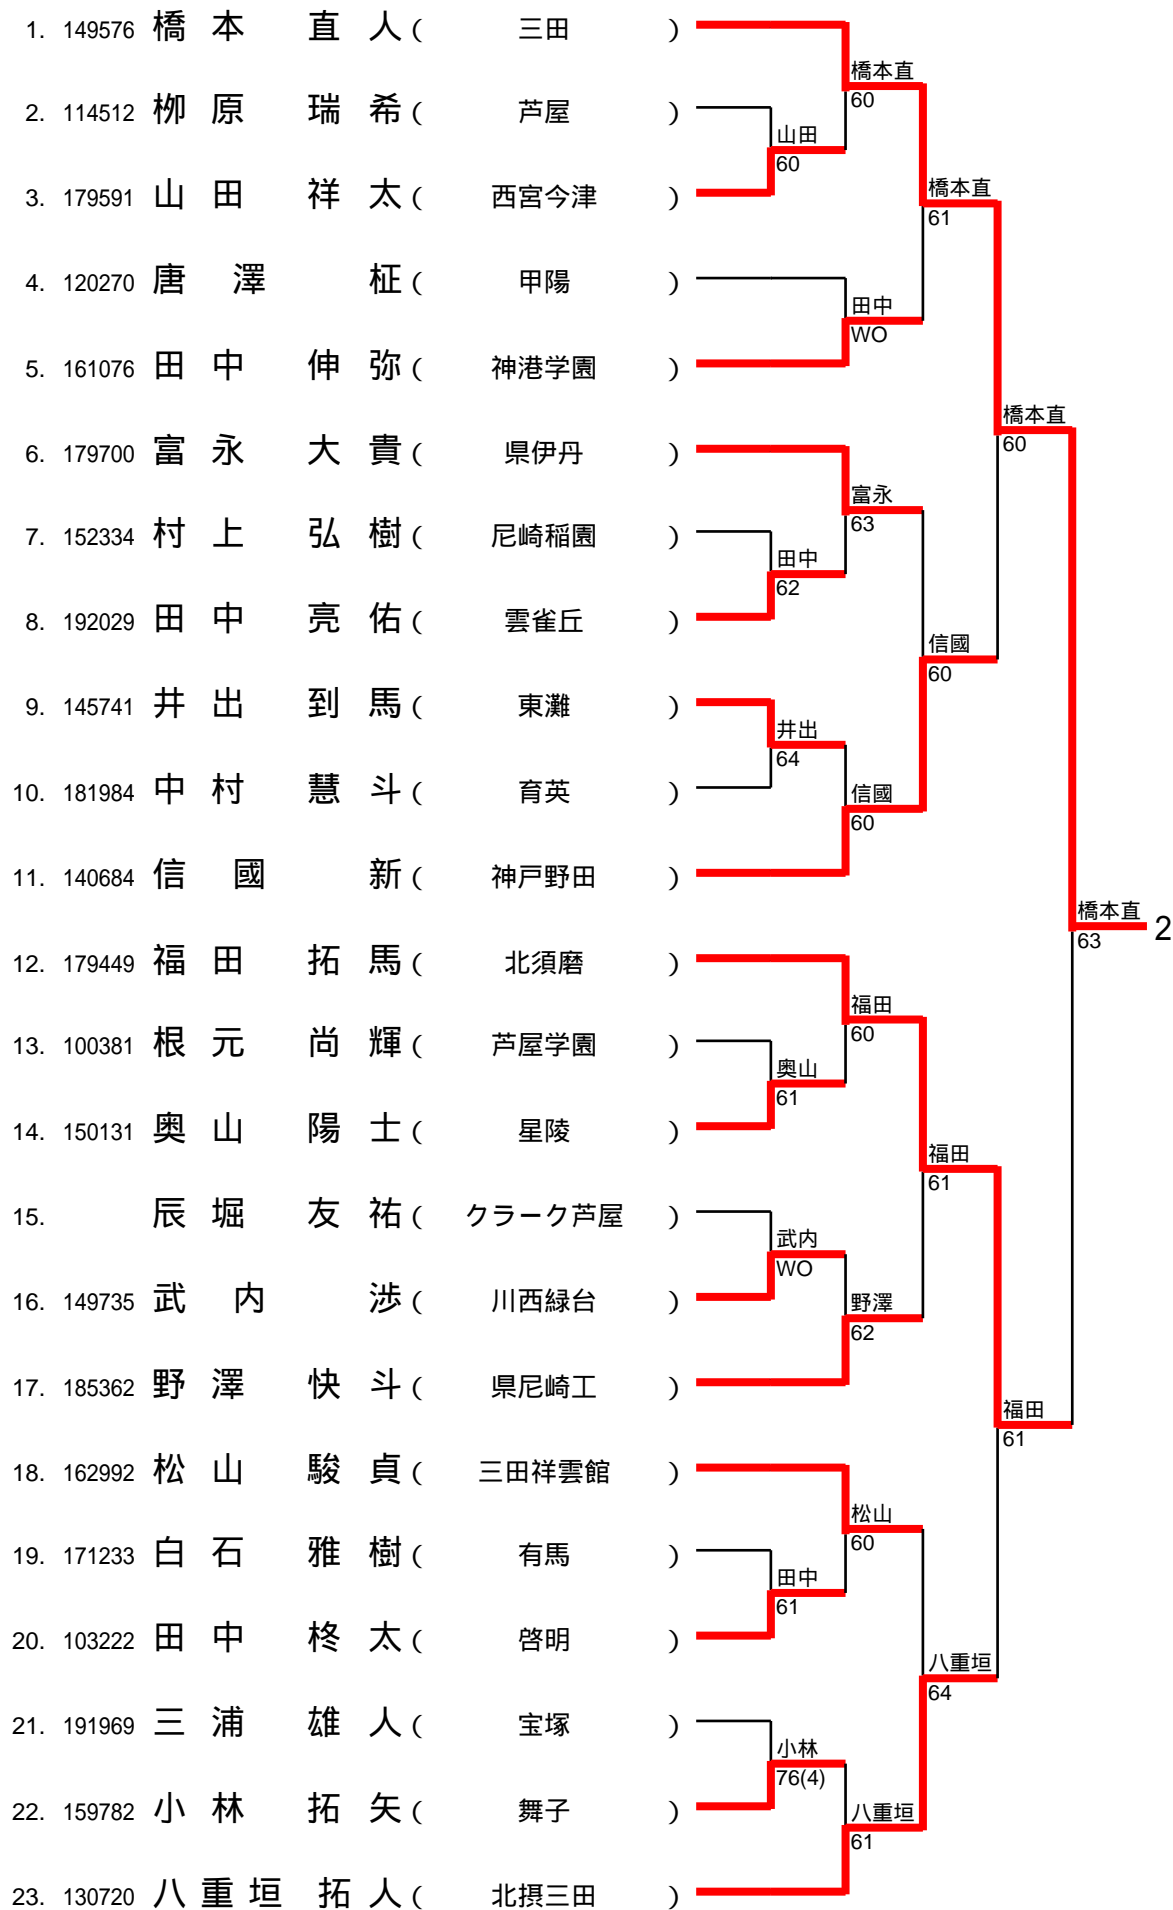 1. 149576 橋本 直人 ( 三田 )
橋本直
60
2. 114512 栁原 瑞希 ( 芦屋 )
山田
60
3. 179591 山田 祥太 ( 西宮今津 )
橋本直
61
4. 120270 唐澤 柾 ( 甲陽 )
田中
WO
5. 161076 田中 伸弥 ( 神港学園 )
橋本直
60
6. 179700 富永 大貴 ( 県伊丹 )
富永
63
7. 152334 村上 弘樹 ( 尼崎稲園 )
田中
62
8. 192029 田中 亮佑 ( 雲雀丘 )
信國
60
9. 145741 井出 到馬 ( 東灘 )
井出
64
10. 181984 中村 慧斗 ( 育英 )
信國
60
11. 140684 信國 新 ( 神戸野田 )
橋本直
63
2
12. 179449 福田 拓馬 ( 北須磨 )
福田
60
13. 100381 根元 尚輝 ( 芦屋学園 )
奥山
61
14. 150131 奥山 陽士 ( 星陵 )
福田
61
15. 辰堀 友祐 ( クラーク芦屋 )
武内
WO
16. 149735 武内 渉 ( 川西緑台 )
野澤
62
17. 185362 野澤 快斗 ( 県尼崎工 )
福田
61
18. 162992 松山 駿貞 ( 三田祥雲館 )
松山
60
19. 171233 白石 雅樹 ( 有馬 )
田中
61
20. 103222 田中 柊太 ( 啓明 )
八重垣
64
21. 191969 三浦 雄人 ( 宝塚 )
小林
76(4)
22. 159782 小林 拓矢 ( 舞子 )
八重垣
61
23. 130720 八重垣 拓人 ( 北摂三田 )